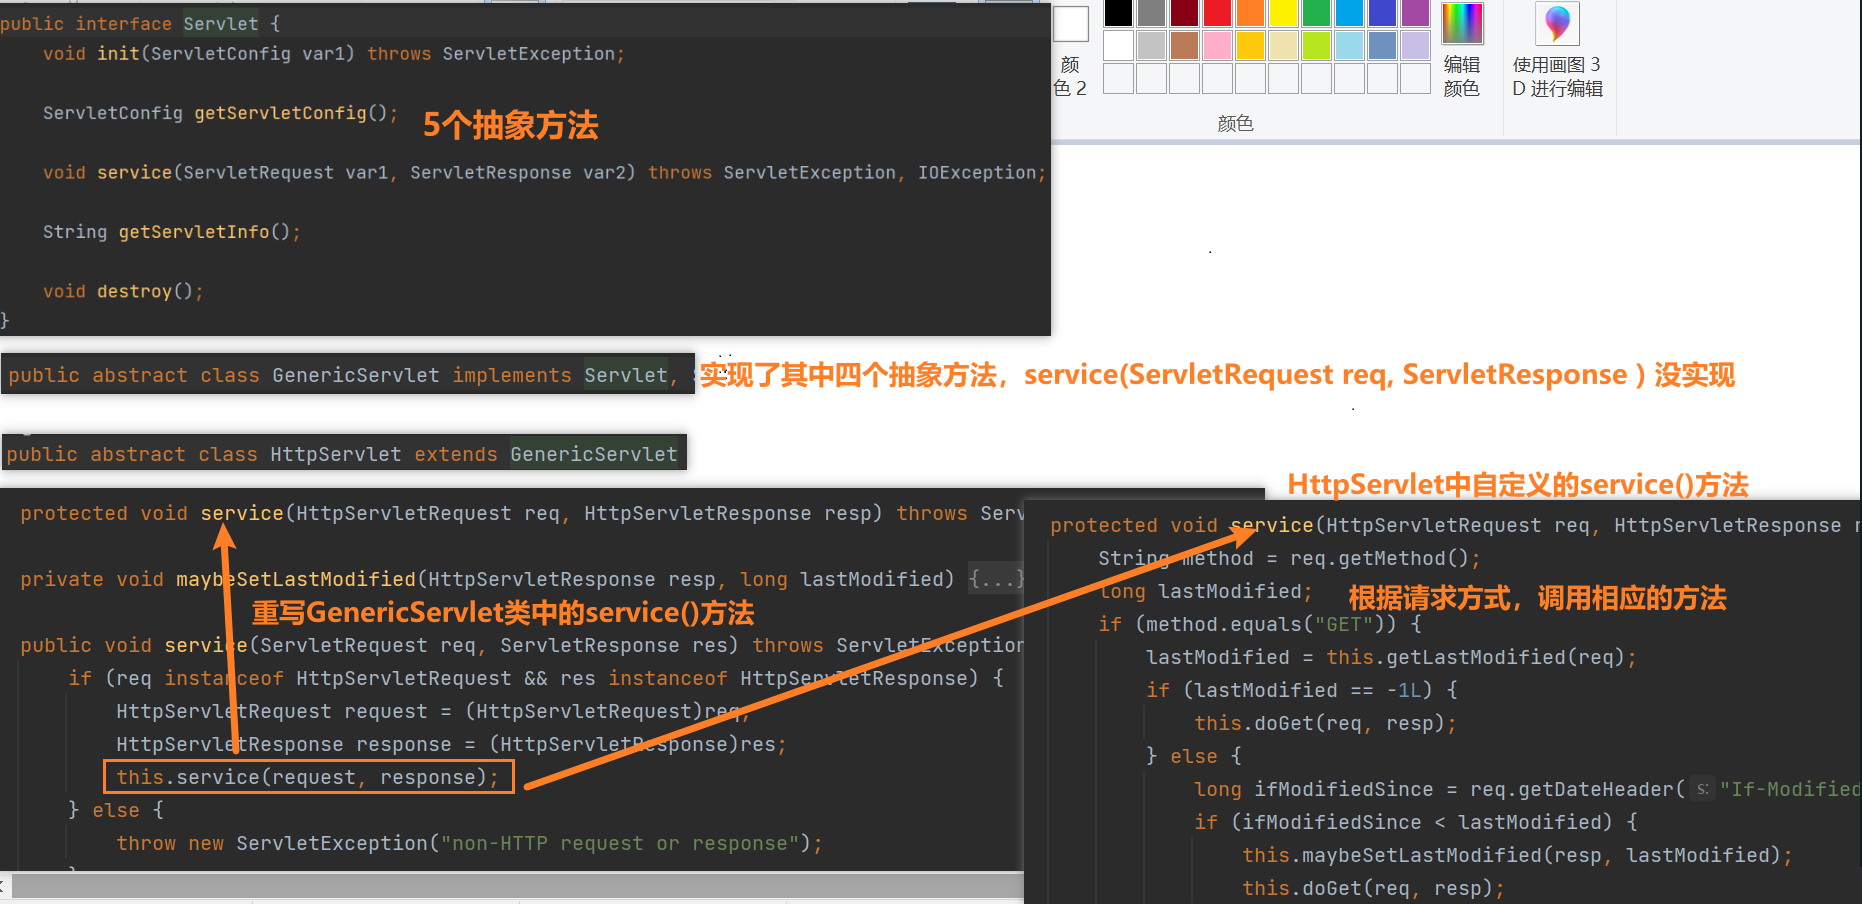 public interface Servlet {
void init(ServletConfig var1) throws ServletException;
ServletConfig getServletConfig();
5个抽象方法
void service(ServletRequest var1, ServletResponse var2) throws ServletException, IOException;
String getServletInfo();
void destroy();
}
颜
色 2
编辑
颜色
使用画图 3
D 进行编辑
颜色
public abstract class GenericServlet implements Servlet,
实现了其中四个抽象方法，service(ServletRequest req, ServletResponse ) 没实现
public abstract class HttpServlet extends GenericServlet
protected void service(HttpServletRequest req, HttpServletResponse resp) throws Serv
private void maybeSetLastModified(HttpServletResponse resp, long lastModified) {...}
重写GenericServlet类中的service()方法
public void service(ServletRequest req, ServletResponse res) throws ServletException
if (req instanceof HttpServletRequest && res instanceof HttpServletResponse) {
HttpServletRequest request = (HttpServletRequest)req;
HttpServletResponse response = (HttpServletResponse)res;
this.service(request, response);
} else {
throw new ServletException("non-HTTP request or response");
HttpServlet中自定义的service()方法
protected void service(HttpServletRequest req, HttpServletResponse r
String method = req.getMethod();
long lastModified;
根据请求方式，调用相应的方法
if (method.equals("GET")) {
lastModified = this.getLastModified(req);
if (lastModified == -1L) {
this.doGet(req, resp);
} else {
long ifModifiedSince = req.getDateHeader( s: "If-Modified
if (ifModifiedSince < lastModified) {
this.maybeSetLastModified(resp, lastModified);
this.doGet(req, resp);